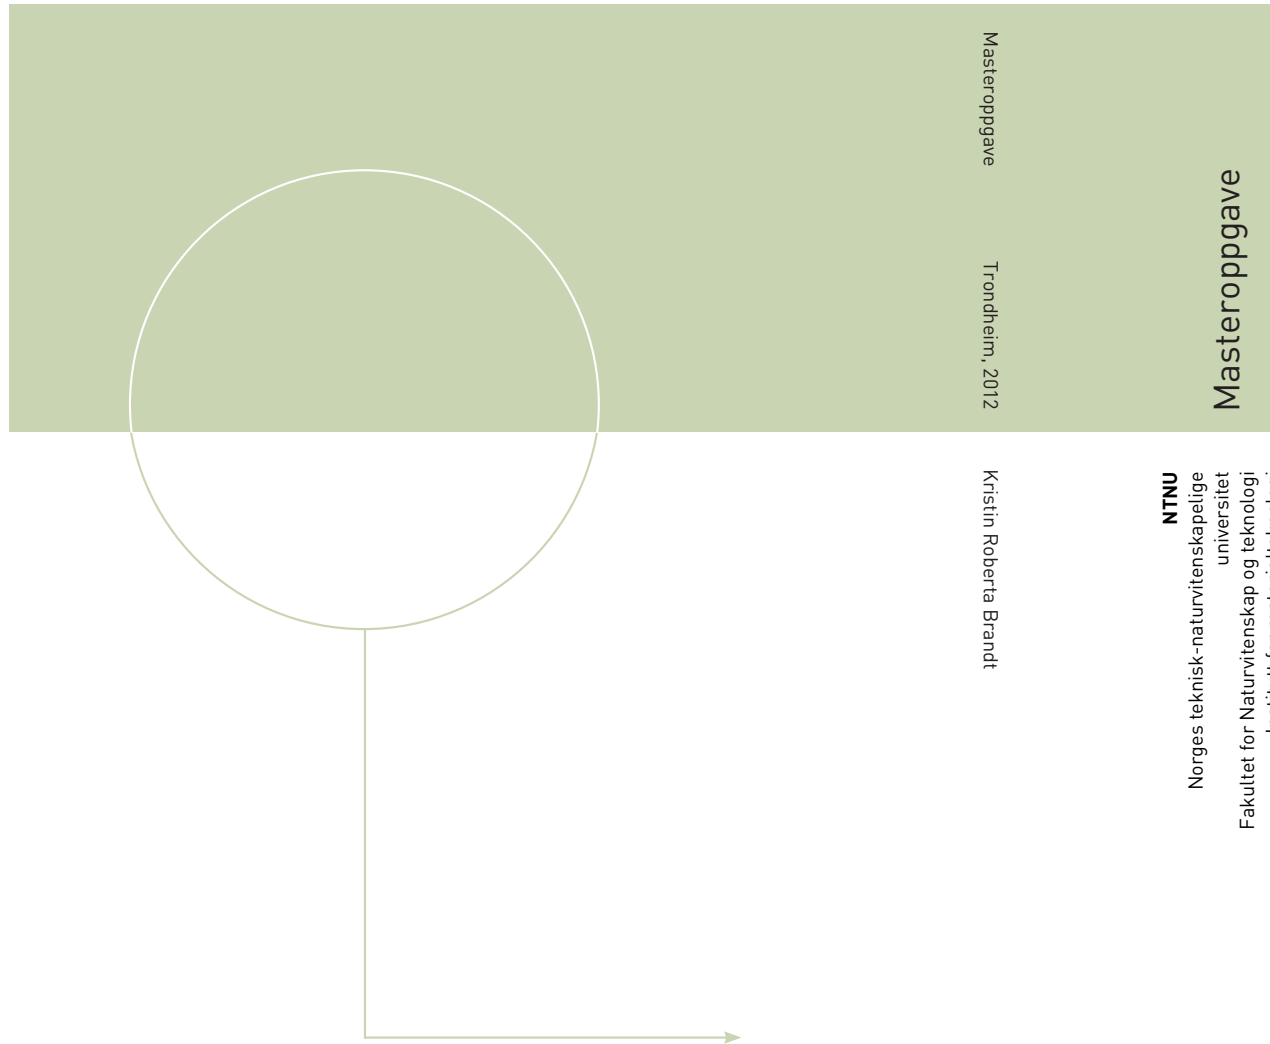 Masteroppgave
Trondheim, 2012
Kristin Roberta Brandt
Masteroppgave
NTNU
Norges teknisk-naturvitenskapelige
universitet
Fakultet for Naturvitenskap og teknologi